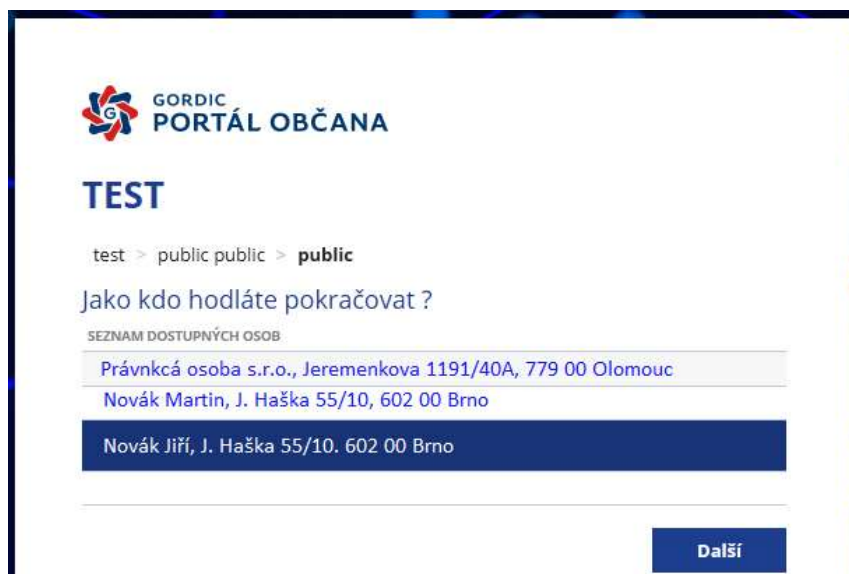 GORDIC
PORTÁL OBČANA
TEST
test > public public > public
Jako kdo hodláte pokračovat ?
SEZNAM DOSTUPNÝCH OSOB
Právnkcá osoba s.r.o., Jeremenkova 1191/40A, 779 00 Olomouc
Novák Martin, J. Haška 55/10, 602 00 Brno
Novák Jiří, J. Haška 55/10. 602 00 Brno
Další